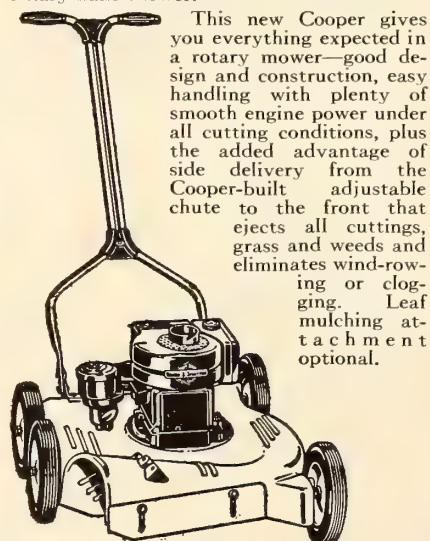 This new Cooper gives
you everything expected in
a rotary mower—good de-
sign and construction, easy
handling with plenty of
smooth engine power under
all cutting conditions, plus
the added advantage of
side delivery from the
Cooper-built adjustable
chute to the front that
ejects all cuttings,
grass and weeds and
eliminates wind-row-
ing or clog-
ging. Leaf
mulching at-
tachment
optional.